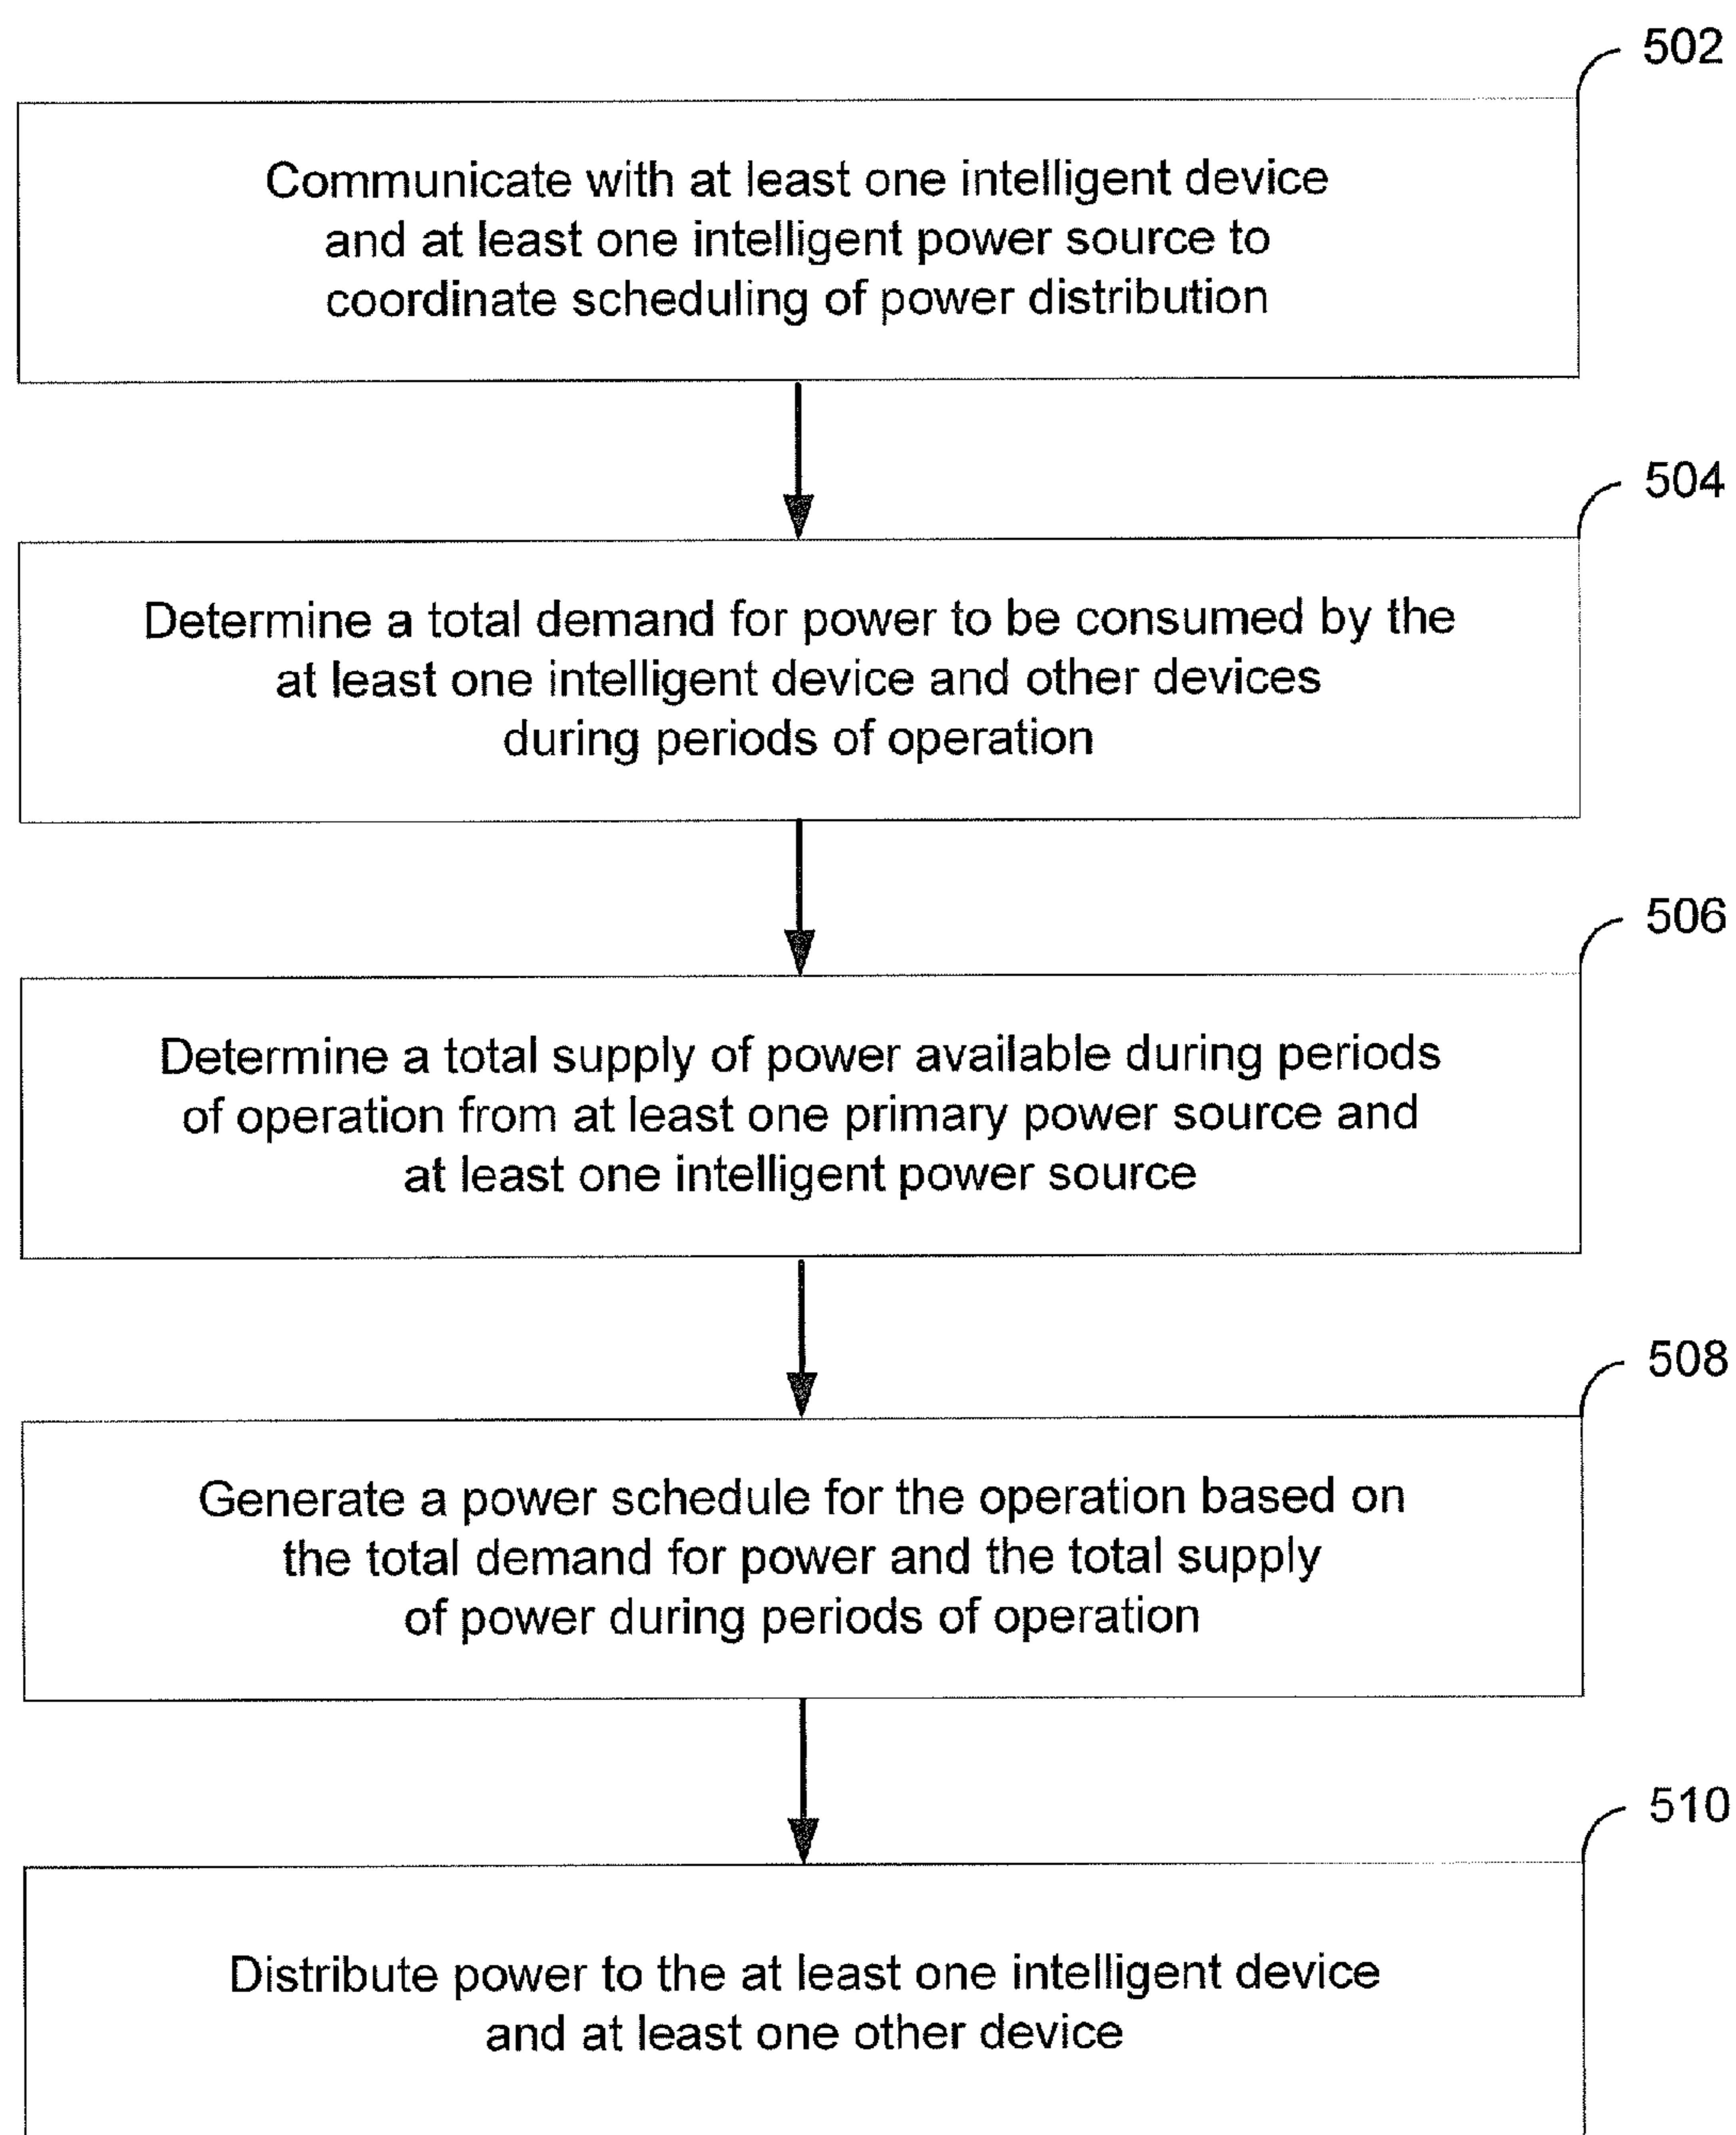 502
Communicate with at least one intelligent device
and at least one intelligent power source to
coordinate scheduling of power distribution
504
Determine a total demand for power to be consumed by the
at least one intelligent device and other devices
during periods of operation
506
Determine a total supply of power available during periods
of operation from at least one primary power source and
at least one intelligent power source
508
Generate a power schedule for the operation based on
the total demand for power and the total supply
of power during periods of operation
510
Distribute power to the at least one intelligent device
and at least one other device